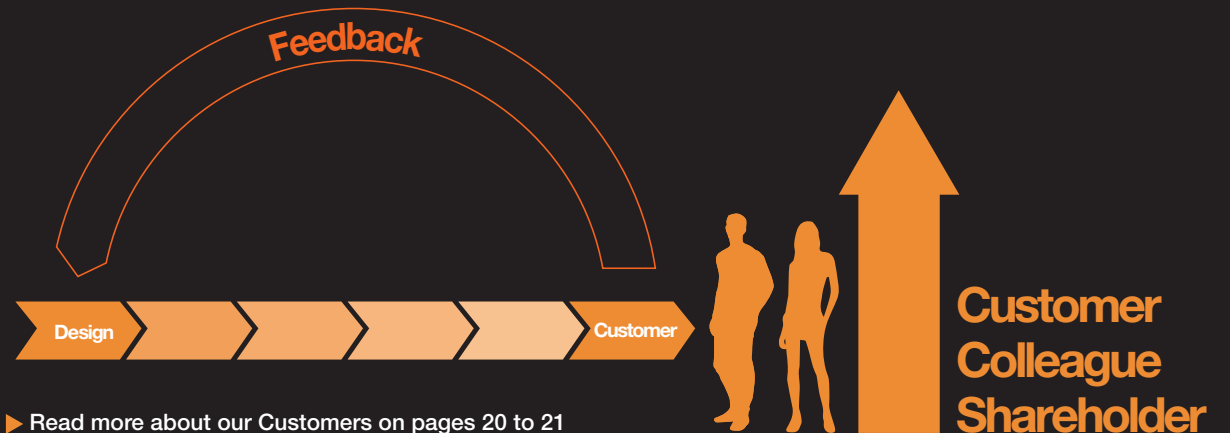 Feedback
Design
Customer
Customer
Colleague
Shareholder
Read more about our Customers on pages 20 to 21